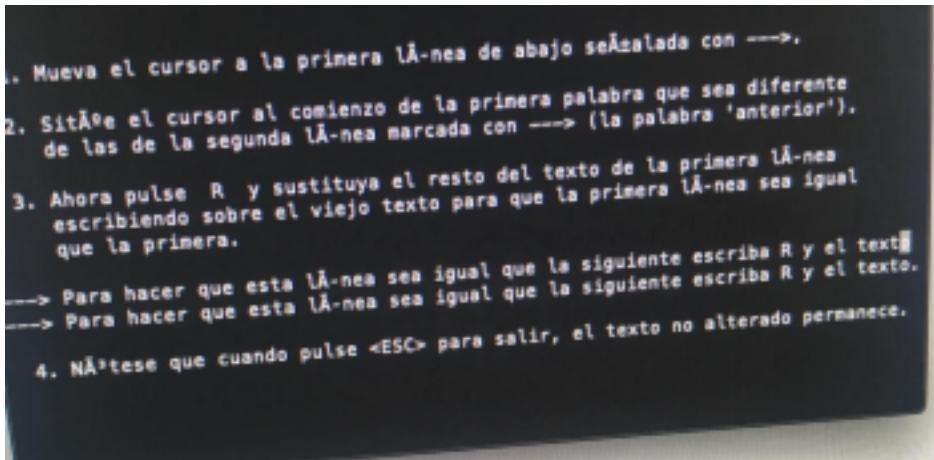 . Mueva el cursor a la primera lÃ-nea de abajo seÃ±alada con --->.
2. SitÃºe el cursor al comienzo de la primera palabra que sea diferente
de las de la segunda lÃ-nea marcada con ---> (la palabra 'anterior').
3. Ahora pulse R y sustituya el resto del texto de la primera lÃ-nea
escribiendo sobre el viejo texto para que la primera lÃ-nea sea igual
que la primera.
---> Para hacer que esta lÃ-nea sea igual que la siguiente escriba R y el texto
---> Para hacer que esta lÃ-nea sea igual que la siguiente escriba R y el texto.
4. NÃ³tese que cuando pulse <ESC> para salir, el texto no alterado permanece.